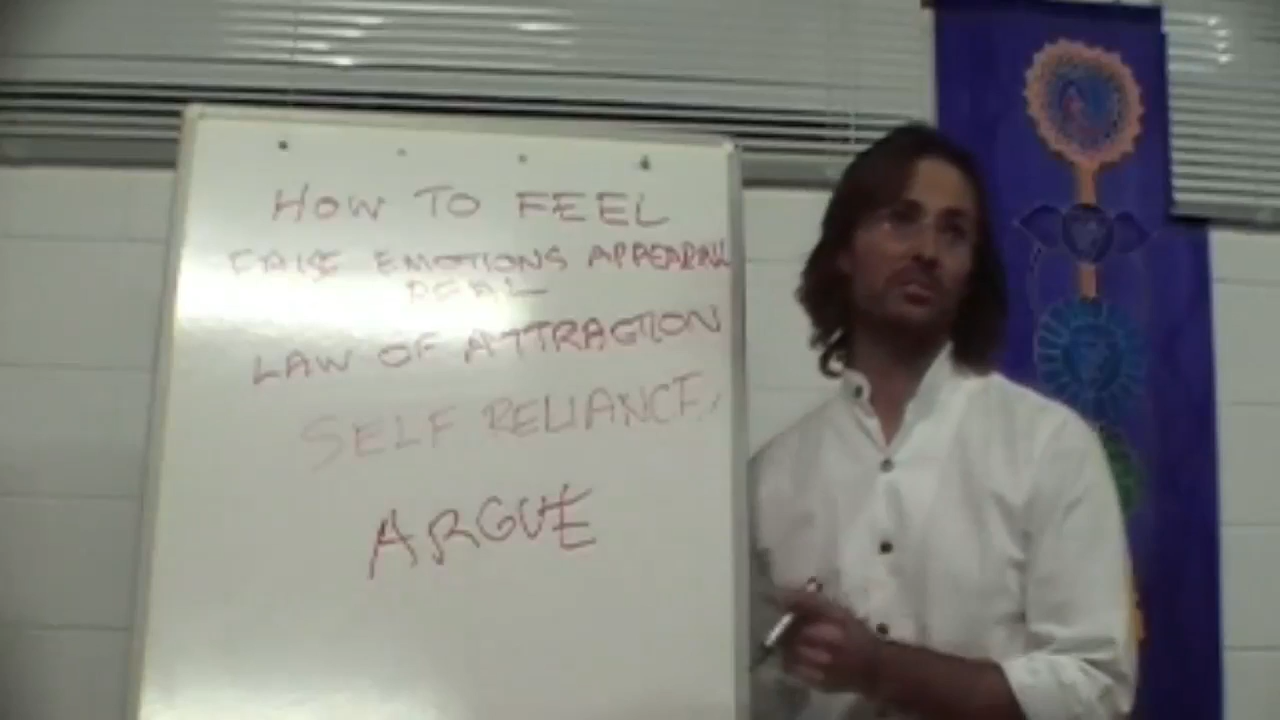 HOW TO FEEL
FALSE EMOTIONS APPEARING
REAL
LAW OF ATTRACTION
SELF RELIANCE
ARGUE